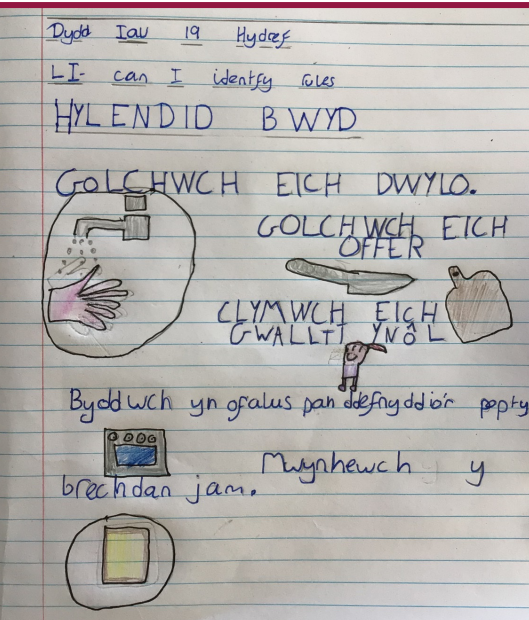 Dydd Iau 19 Hydref
LI- can I identfy rules
HYLENDID BWYD
GOLCHWCH EICH DWYLO.
GOLCHWCH EICH
OFFER
CLYMWCH EICH
GWALLTI YNÔL
Byddwch yn ofalus pan ddefnyddio'r popty
Mwynhewch y
brechdan jam.